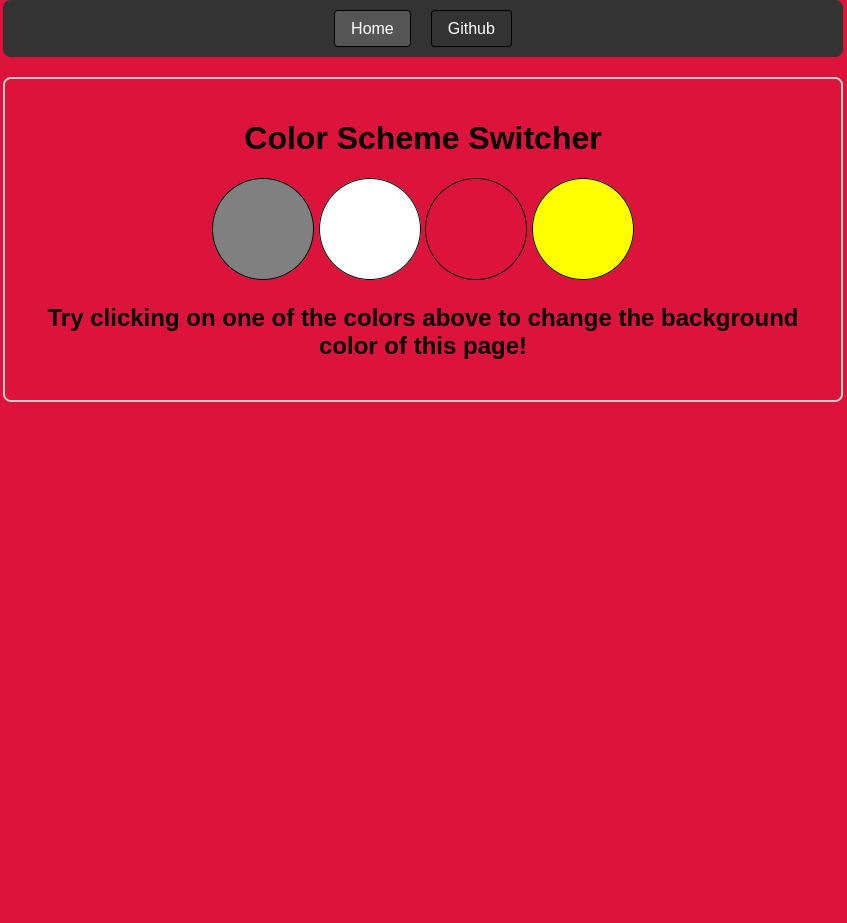 Home Github
Color Scheme Switcher
Try clicking on one of the colors above to change the background
color of this page!